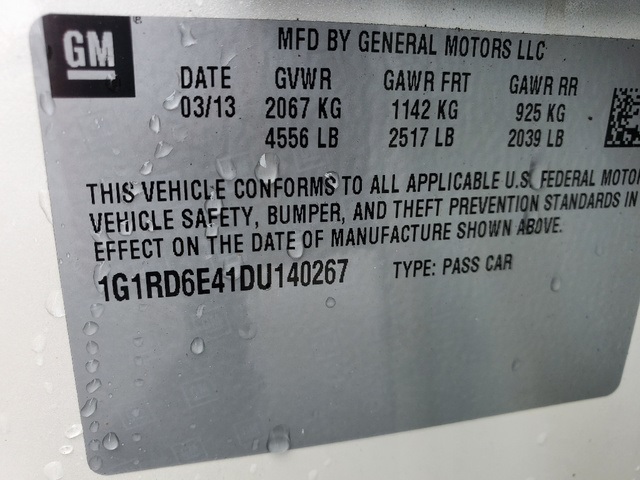 GM
MFD BY GENERAL MOTORS LLC
DATE GVWR GAWR FRT GAWR RR
03/13 2067 KG 1142 KG 925 KG
4556 LB 2517 LB 2039 LB
THIS VEHICLE CONFORMS TO ALL APPLICABLE U.S. FEDERAL MOTOR
VEHICLE SAFETY, BUMPER, AND THEFT PREVENTION STANDARDS IN
EFFECT ON THE DATE OF MANUFACTURE SHOWN ABOVE.
1G1RD6E41DU140267 TYPE: PASS CAR